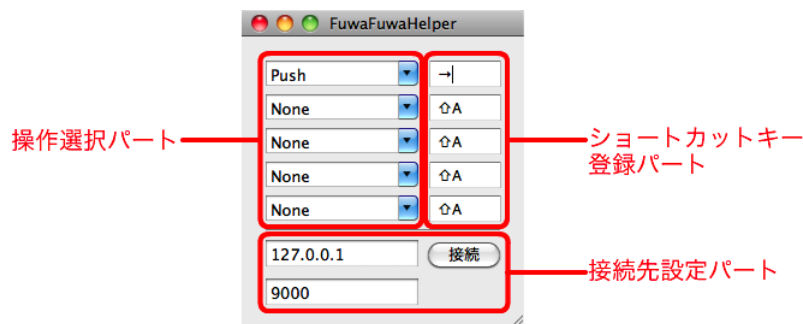 FuwaFuwaHelper
Push →
None ⇧A
None ⇧A
None ⇧A
None ⇧A
操作選択パート
ショートカットキー
登録パート
127.0.0.1 接続
9000
接続先設定パート